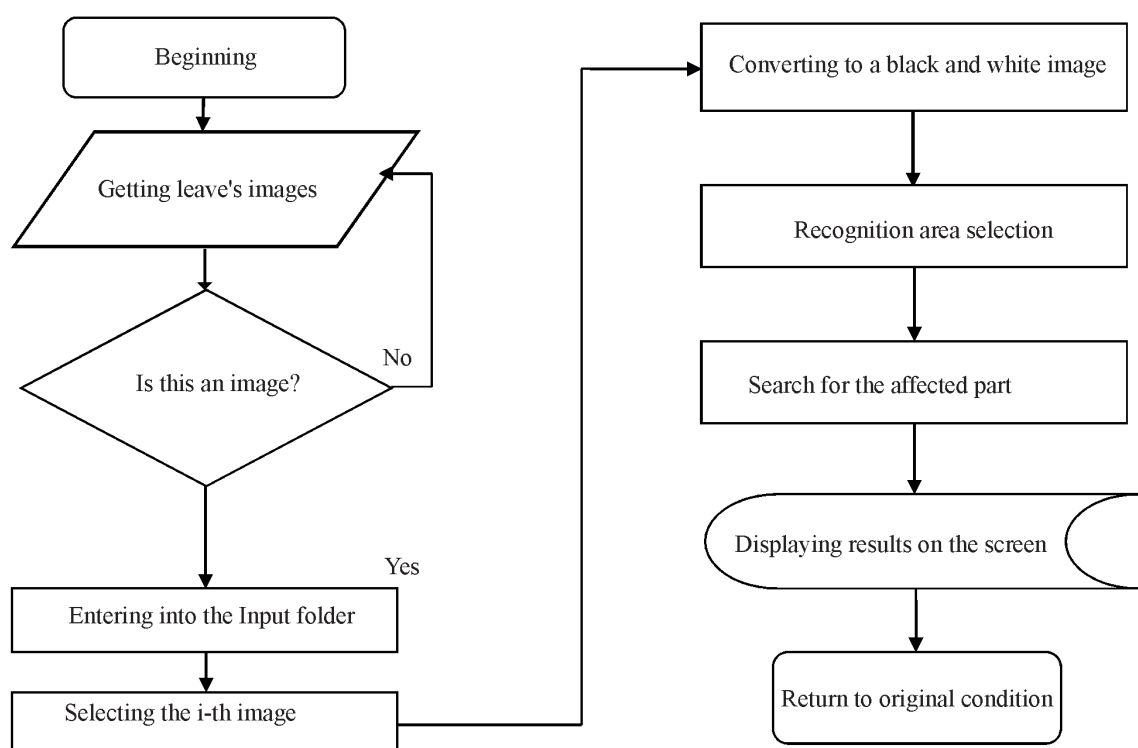 Beginning
Getting leave's images
Is this an image?
No
Yes
Entering into the Input folder
Selecting the i-th image
Converting to a black and white image
Recognition area selection
Search for the affected part
Displaying results on the screen
Return to original condition